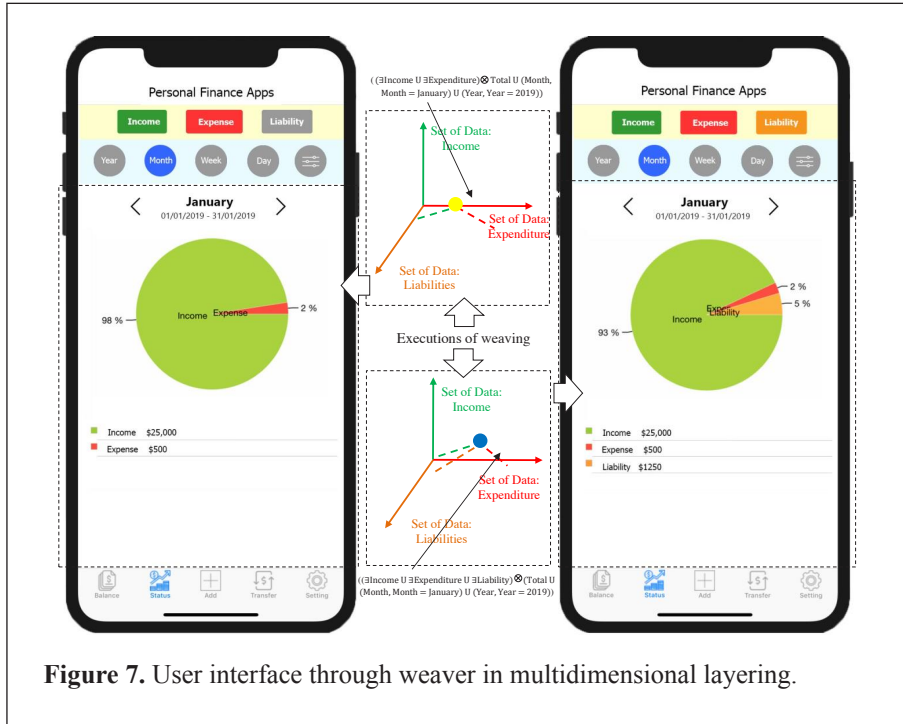 Personal Finance Apps
Income Expense Liability
Year Month Week Day
January
01/01/2019 - 31/01/2019
98 %
Income
Expense
2 %
Income $25,000
Expense $500
Balance Status Add Transfer Setting
((∃Income U ∃Expenditure)⊗ Total U (Month,
Month = January) U (Year, Year = 2019))
Set of Data:
Income
Set of Data:
Expenditure
Set of Data:
Liabilities
Executions of weaving
Set of Data:
Income
Set of Data:
Expenditure
Set of Data:
Liabilities
((∃Income U ∃Expenditure U ∃Liability)⊗(Total U
(Month, Month = January) U (Year, Year = 2019))
Personal Finance Apps
Income Expense Liability
Year Month Week Day
January
01/01/2019 - 31/01/2019
93 %
Income
Expen
Liability
2 %
5 %
Income $25,000
Expense $500
Liability $1250
Balance Status Add Transfer Setting
Figure 7. User interface through weaver in multidimensional layering.